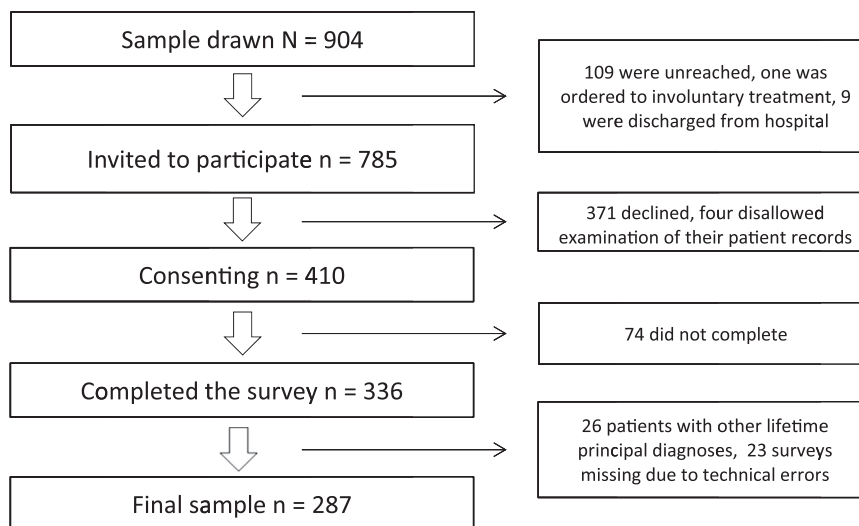 Sample drawn N = 904
109 were unreached, one was
ordered to involuntary treatment, 9
were discharged from hospital
Invited to participate n = 785
371 declined, four disallowed
examination of their patient records
Consenting n = 410
74 did not complete
Completed the survey n = 336
26 patients with other lifetime
principal diagnoses, 23 surveys
missing due to technical errors
Final sample n = 287